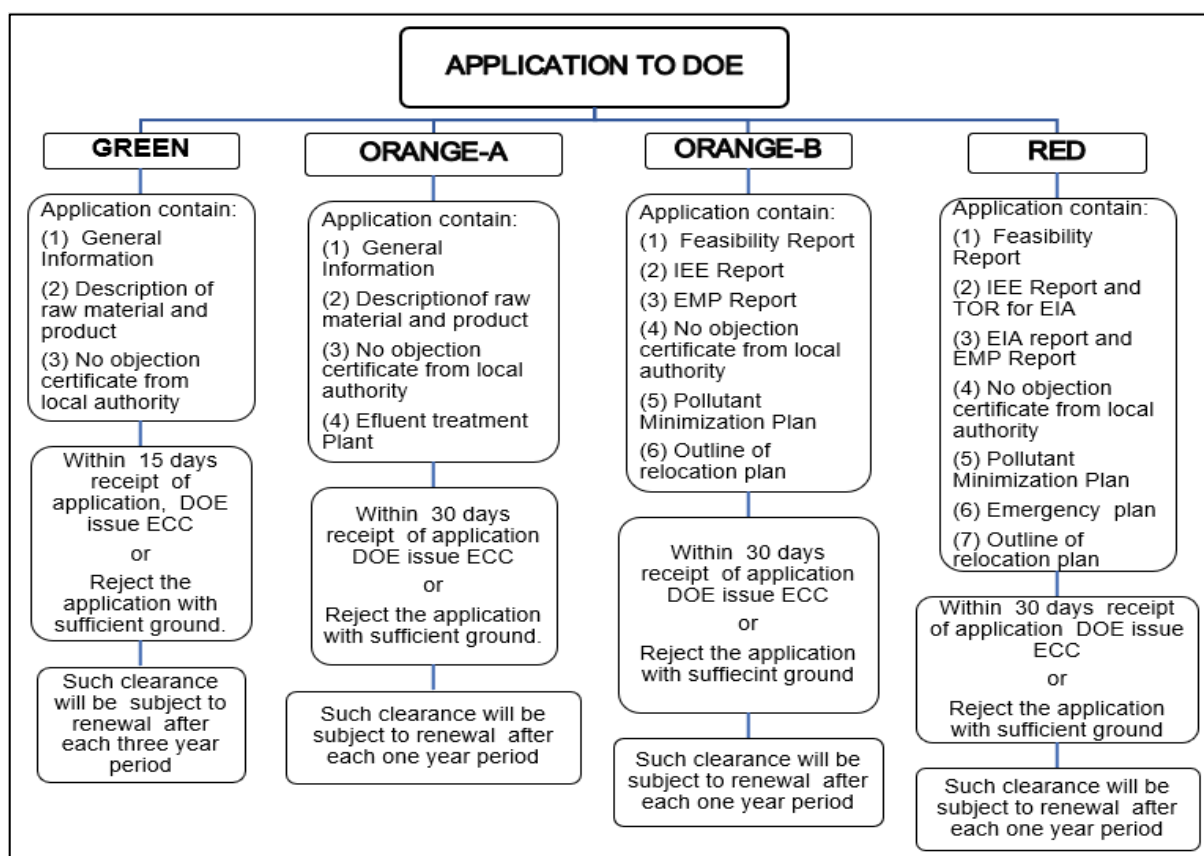 APPLICATION TO DOE
GREEN
Application contain:
(1) General
Information
(2) Description of
raw material and
product
(3) No objection
certificate from
local authority
Within 15 days
receipt of
application, DOE
issue ECC
or
Reject the
application with
sufficient ground.
Such clearance
will be subject to
renewal after
each three year
period
ORANGE-A
Application contain:
(1) General
Information
(2) Descriptionof raw
material and product
(3) No objection
certificate from local
authority
(4) Efluent treatment
Plant
Within 30 days
receipt of application
DOE issue ECC
or
Reject the application
with sufficient ground.
Such clearance will be
subject to renewal after
each one year period
ORANGE-B
Application contain:
(1) Feasibility Report
(2) IEE Report
(3) EMP Report
(4) No objection
certificate from local
authority
(5) Pollutant
Minimization Plan
(6) Outline of
relocation plan
Within 30 days
receipt of application
DOE issue ECC
or
Reject the application
with suffiecint ground
Such clearance will be
subject to renewal after
each one year period
RED
Application contain:
(1) Feasibility
Report
(2) IEE Report and
TOR for EIA
(3) EIA report and
EMP Report
(4) No objection
certificate from local
authority
(5) Pollutant
Minimization Plan
(6) Emergency plan
(7) Outline of
relocation plan
Within 30 days receipt
of application DOE issue
ECC
or
Reject the application
with sufficient ground
Such clearance will be
subject to renewal after
each one year period